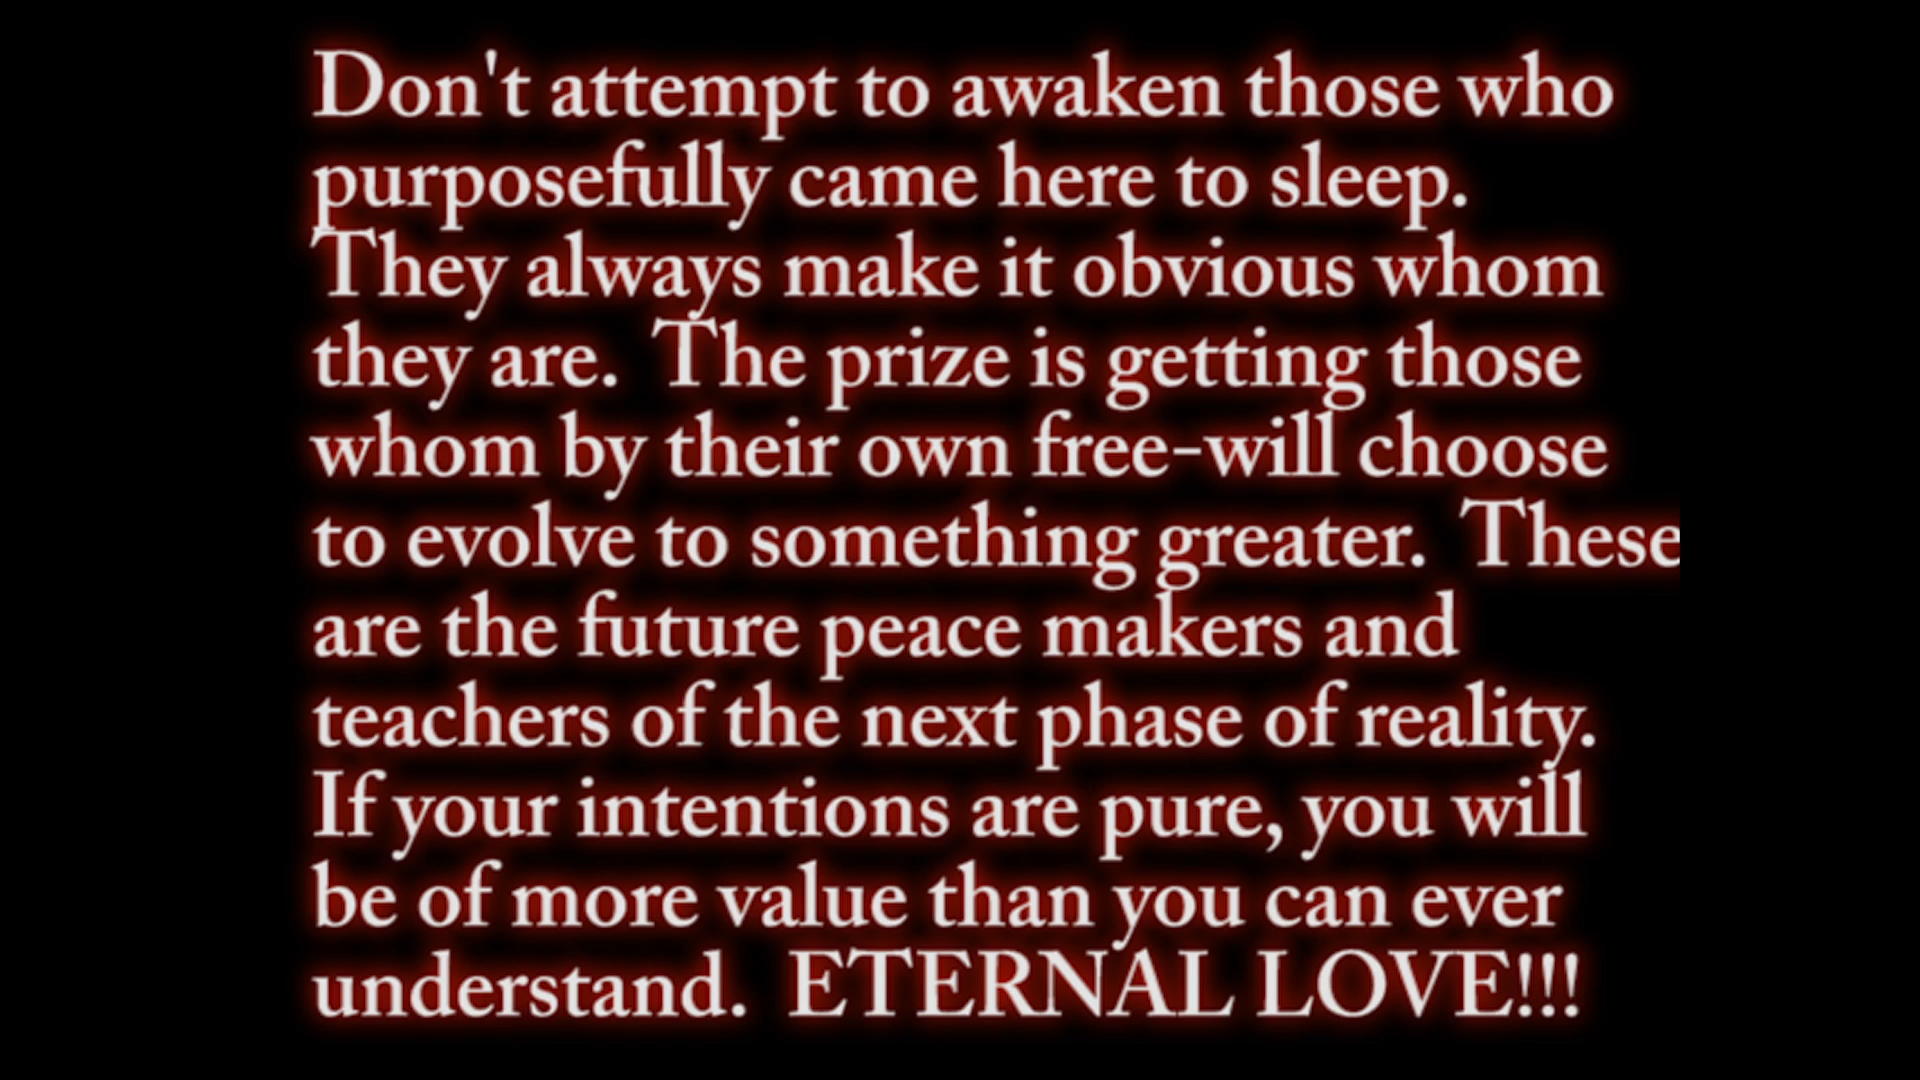 Don't attempt to awaken those who
purposefully came here to sleep.
They always make it obvious whom
they are.  The prize is getting those
whom by their own free-will choose
to evolve to something greater.  These
are the future peace makers and
teachers of the next phase of reality.
If your intentions are pure, you will
be of more value than you can ever
understand.  ETERNAL LOVE!!!